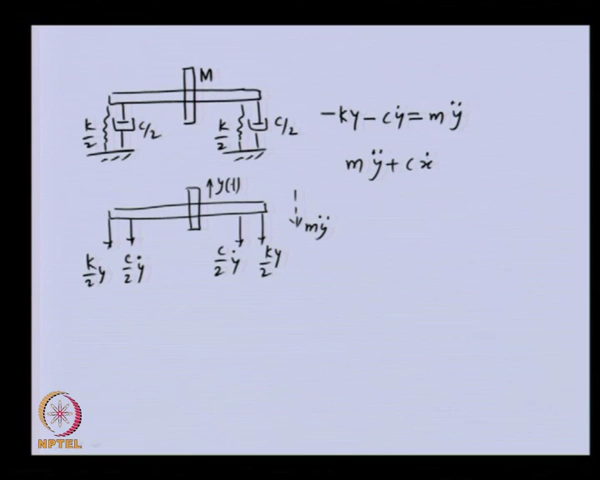 M
k/2 c/2 k/2 c/2
-ky - cẏ = mÿ
mÿ + cẋ
y(t)
mÿ
k/2 y c/2 ẏ c/2 ẏ k/2 y
NPTEL